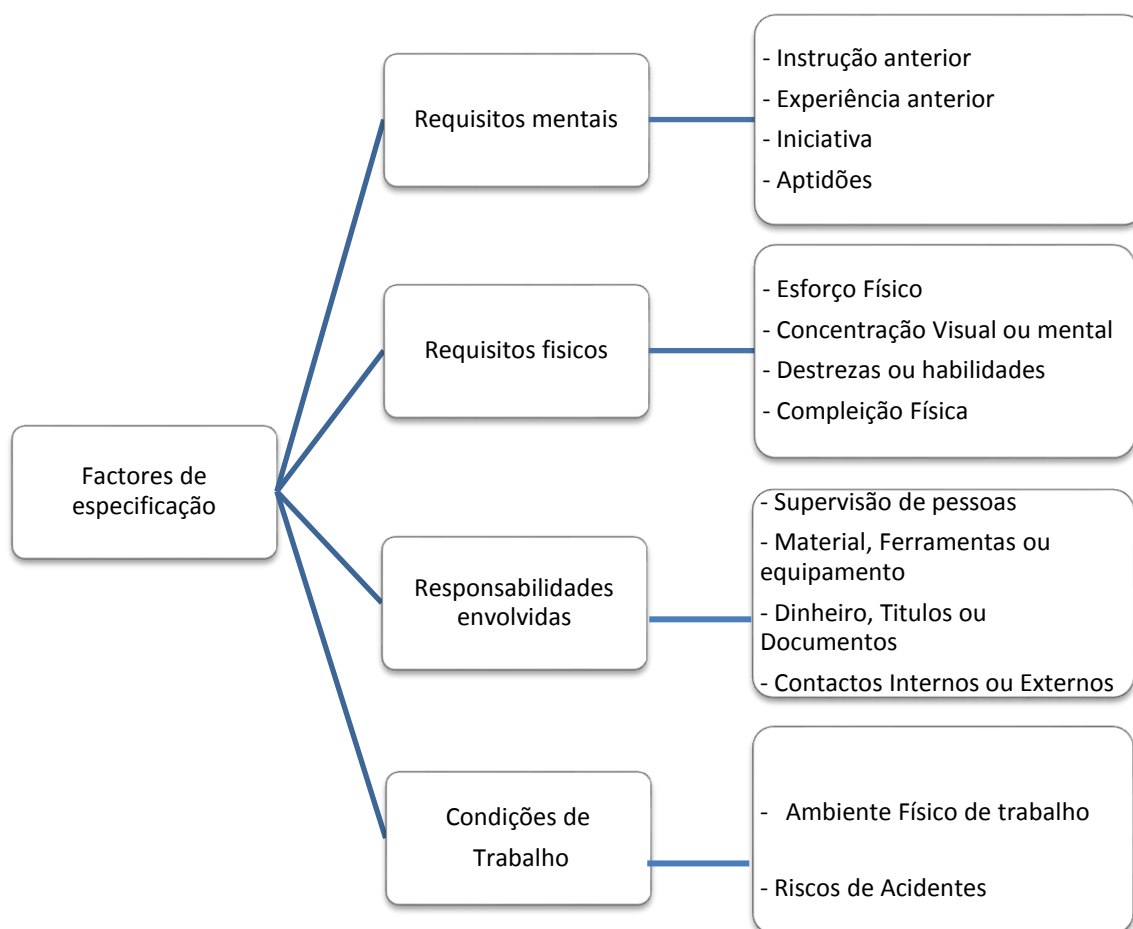 Factores de
especificação
Requisitos mentais
- Instrução anterior
- Experiência anterior
- Iniciativa
- Aptidões
Requisitos fisicos
- Esforço Físico
- Concentração Visual ou mental
- Destrezas ou habilidades
- Compleição Física
Responsabilidades
envolvidas
- Supervisão de pessoas
- Material, Ferramentas ou
equipamento
- Dinheiro, Titulos ou
Documentos
- Contactos Internos ou Externos
Condições de
Trabalho
- Ambiente Físico de trabalho
- Riscos de Acidentes